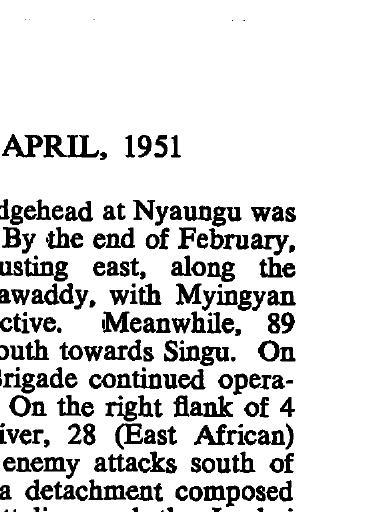 APRIL, 1951
dgehead at Nyaungu was
By the end of February,
usting east, along the
awaddy, with Myingyan
ctive. Meanwhile, 89
outh towards Singu. On
Brigade continued opera-
On the right flank of 4
iver, 28 (East African)
enemy attacks south of
a detachment composed